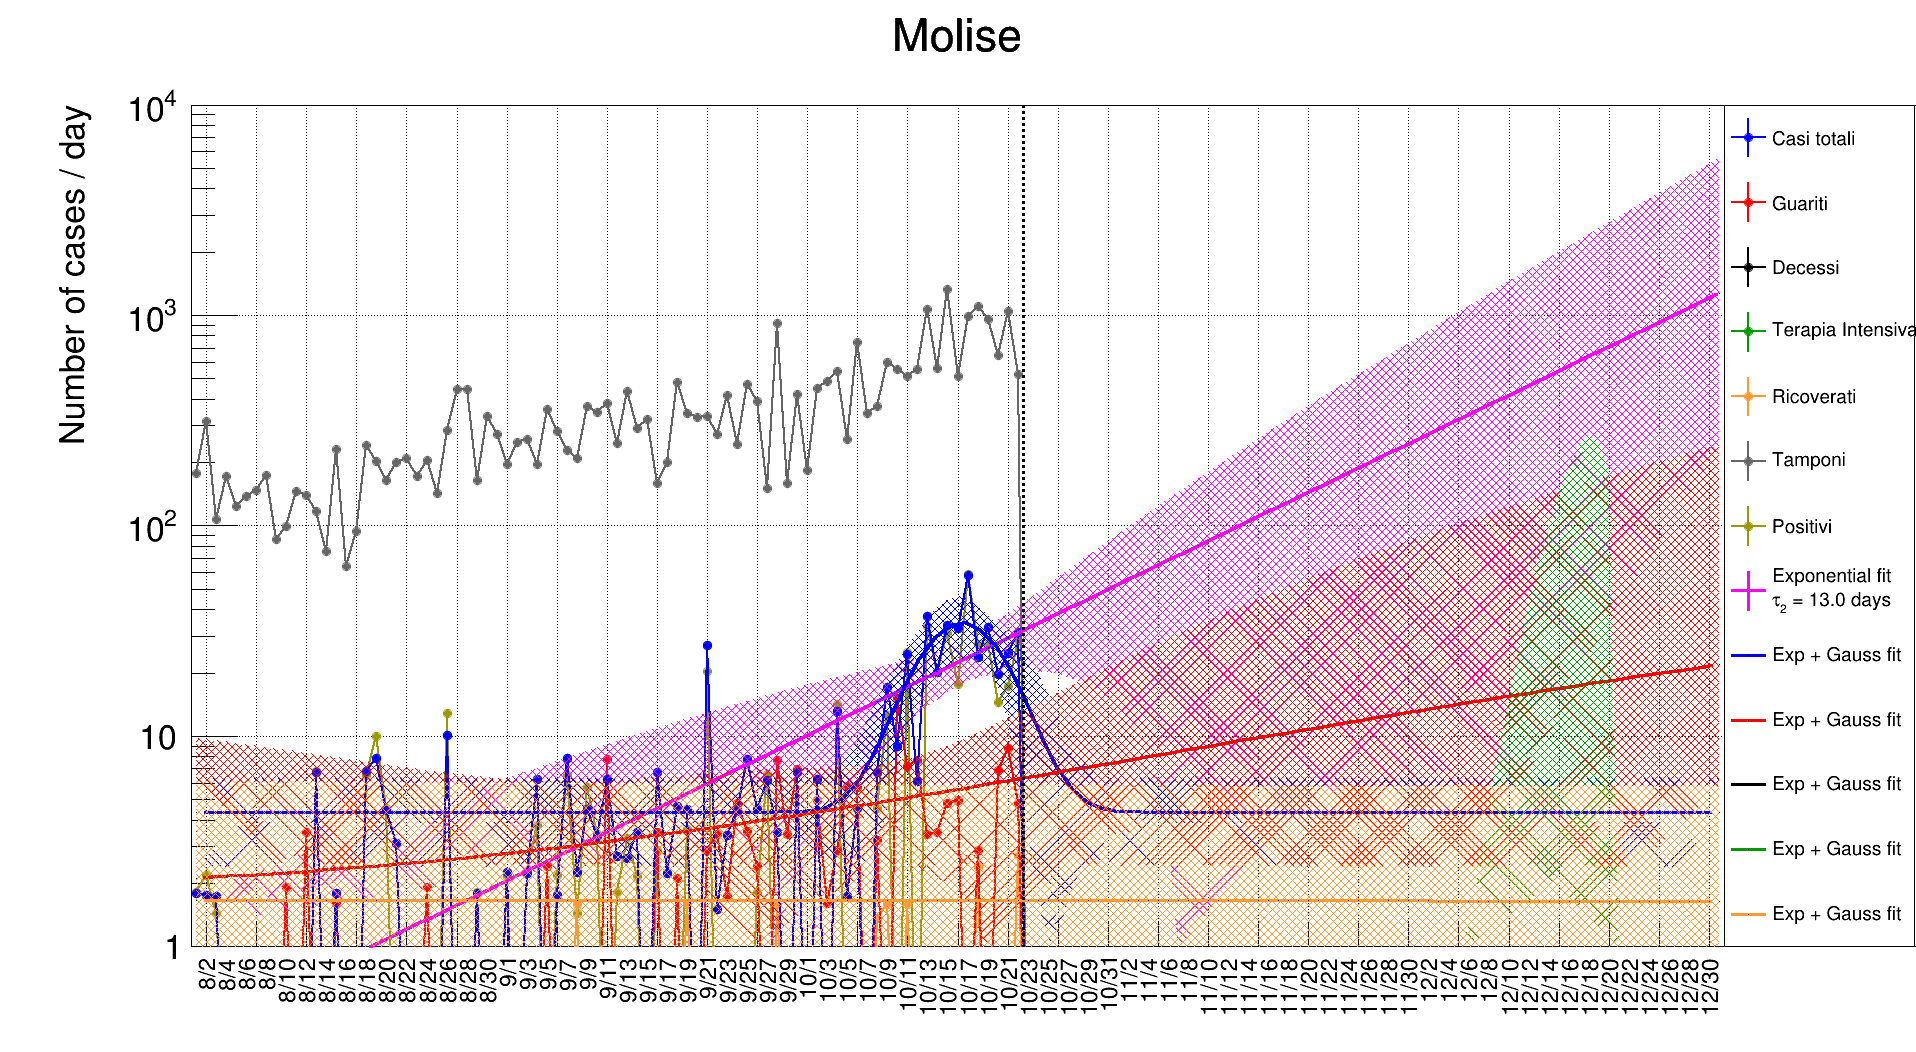 Molise
Number of cases / day
10⁴
10³
10²
10
1
8/2 8/4 8/6 8/8 8/10 8/12 8/14 8/16 8/18 8/20 8/22 8/24 8/26 8/28 8/30 9/1 9/3 9/5 9/7 9/9 9/11 9/13 9/15 9/17 9/19 9/21 9/23 9/25 9/27 9/29 10/1 10/3 10/5 10/7 10/9 10/11 10/13 10/15 10/17 10/19 10/21 10/23 10/25 10/27 10/29 10/31 11/2 11/4 11/6 11/8 11/10 11/12 11/14 11/16 11/18 11/20 11/22 11/24 11/26 11/28 11/30 12/2 12/4 12/6 12/8 12/10 12/12 12/14 12/16 12/18 12/20 12/22 12/24 12/26 12/28 12/30
Casi totali
Guariti
Decessi
Terapia Intensiva
Ricoverati
Tamponi
Positivi
Exponential fit
τ₂ = 13.0 days
Exp + Gauss fit
Exp + Gauss fit
Exp + Gauss fit
Exp + Gauss fit
Exp + Gauss fit